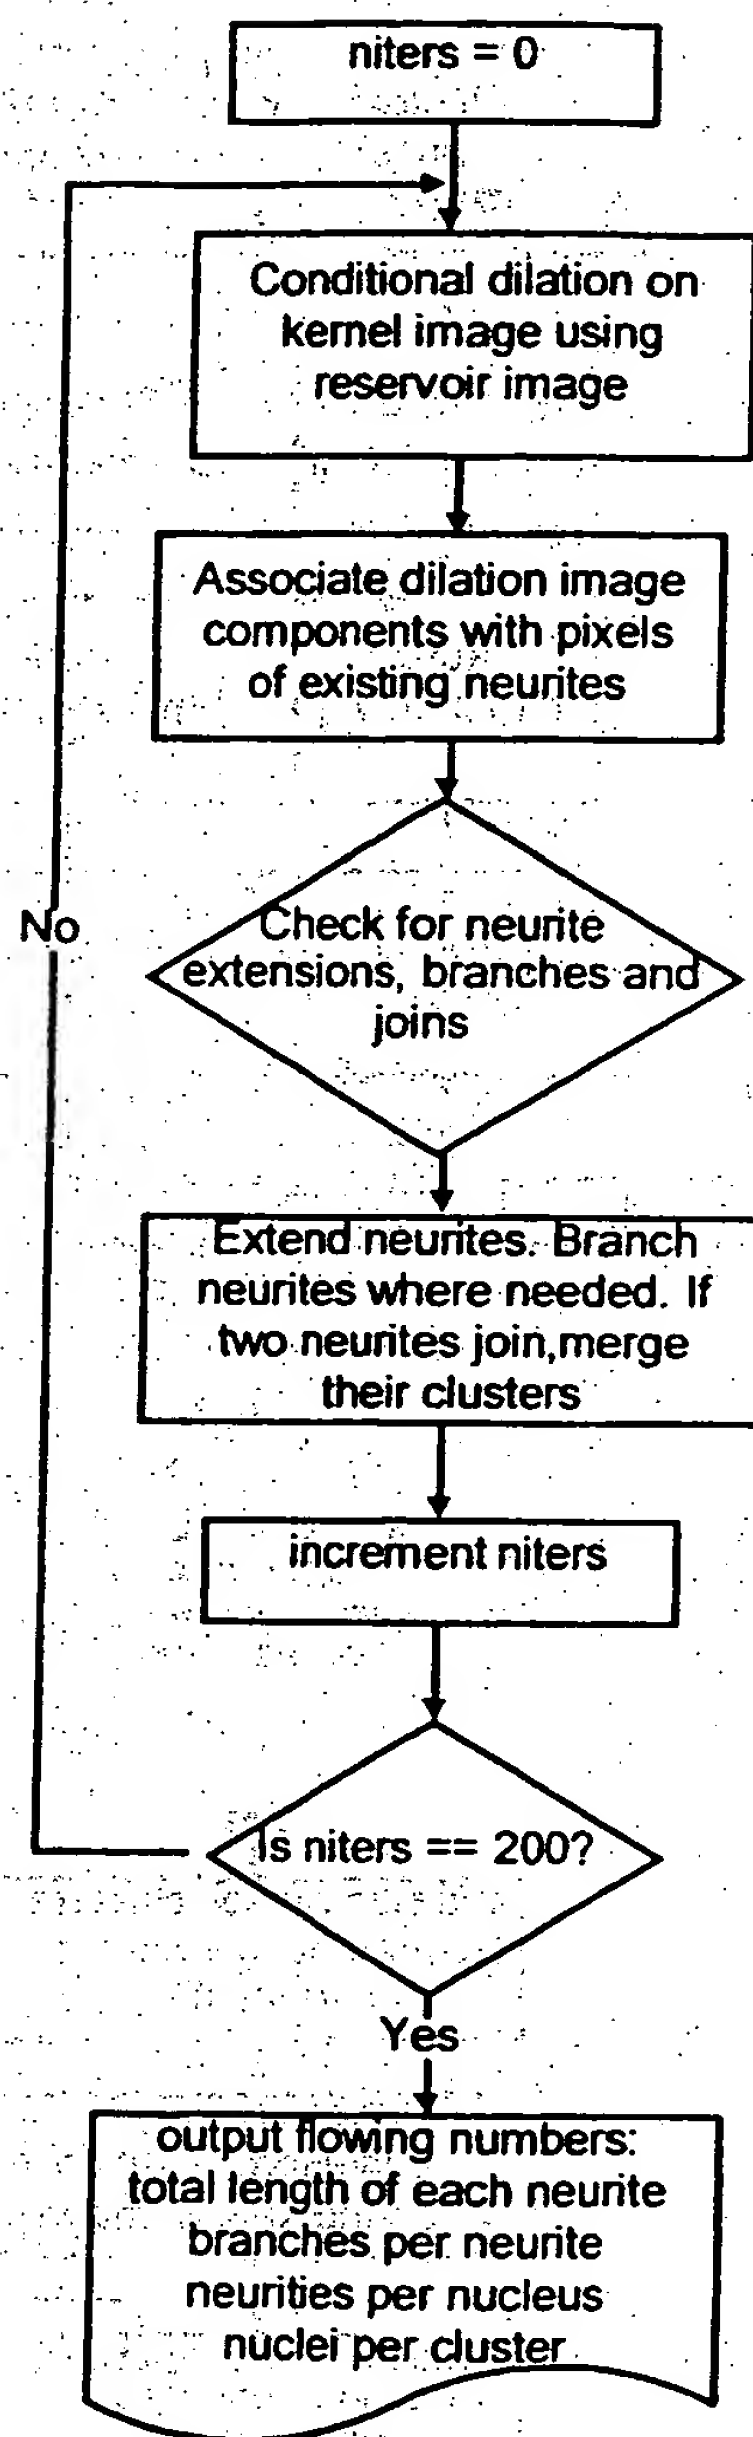 niters = 0
Conditional dilation on
kernel image using
reservoir image
Associate dilation image
components with pixels
of existing neurites
Check for neurite
extensions, branches and
joins
Extend neurites. Branch
neurites where needed. If
two neurites join,merge
their clusters
increment niters
Is niters == 200?
No
Yes
output flowing numbers:
total length of each neurite
branches per neurite
neurities per nucleus
nuclei per cluster